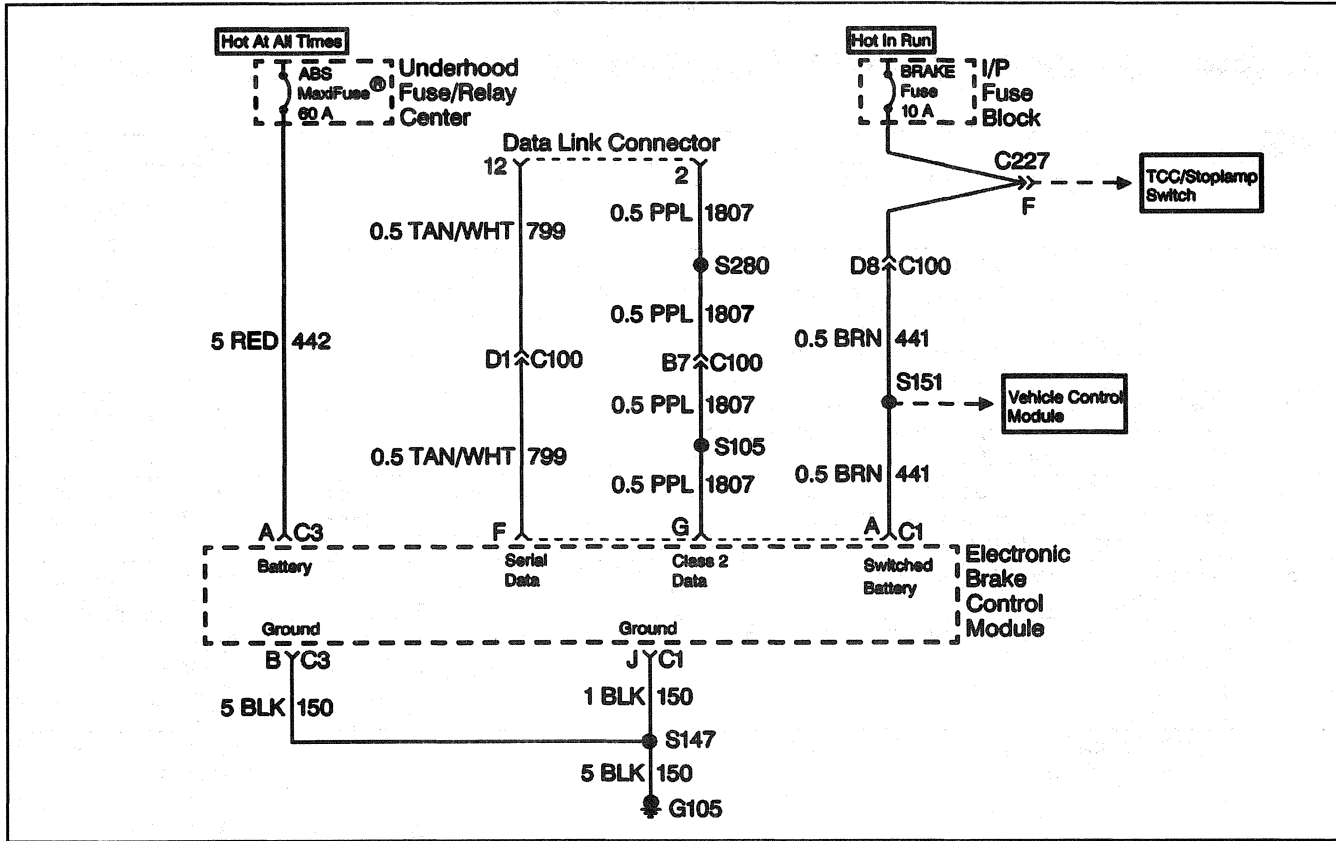 Hot At All Times
ABS
MaxiFuse®
60 A
Underhood
Fuse/Relay
Center
Hot In Run
BRAKE
Fuse
10 A
I/P
Fuse
Block
Data Link Connector
12
2
C227
F
TCC/Stoplamp
Switch
0.5 PPL 1807
0.5 TAN/WHT 799
S280
D8 C100
0.5 PPL 1807
5 RED 442
0.5 BRN 441
D1 C100
B7 C100
S151
Vehicle Control
Module
0.5 PPL 1807
S105
0.5 TAN/WHT 799
0.5 PPL 1807
0.5 BRN 441
A C3
F
G
A C1
Battery
Serial
Data
Class 2
Data
Switched
Battery
Electronic
Brake
Control
Module
Ground
Ground
B C3
J C1
5 BLK 150
1 BLK 150
S147
5 BLK 150
G105